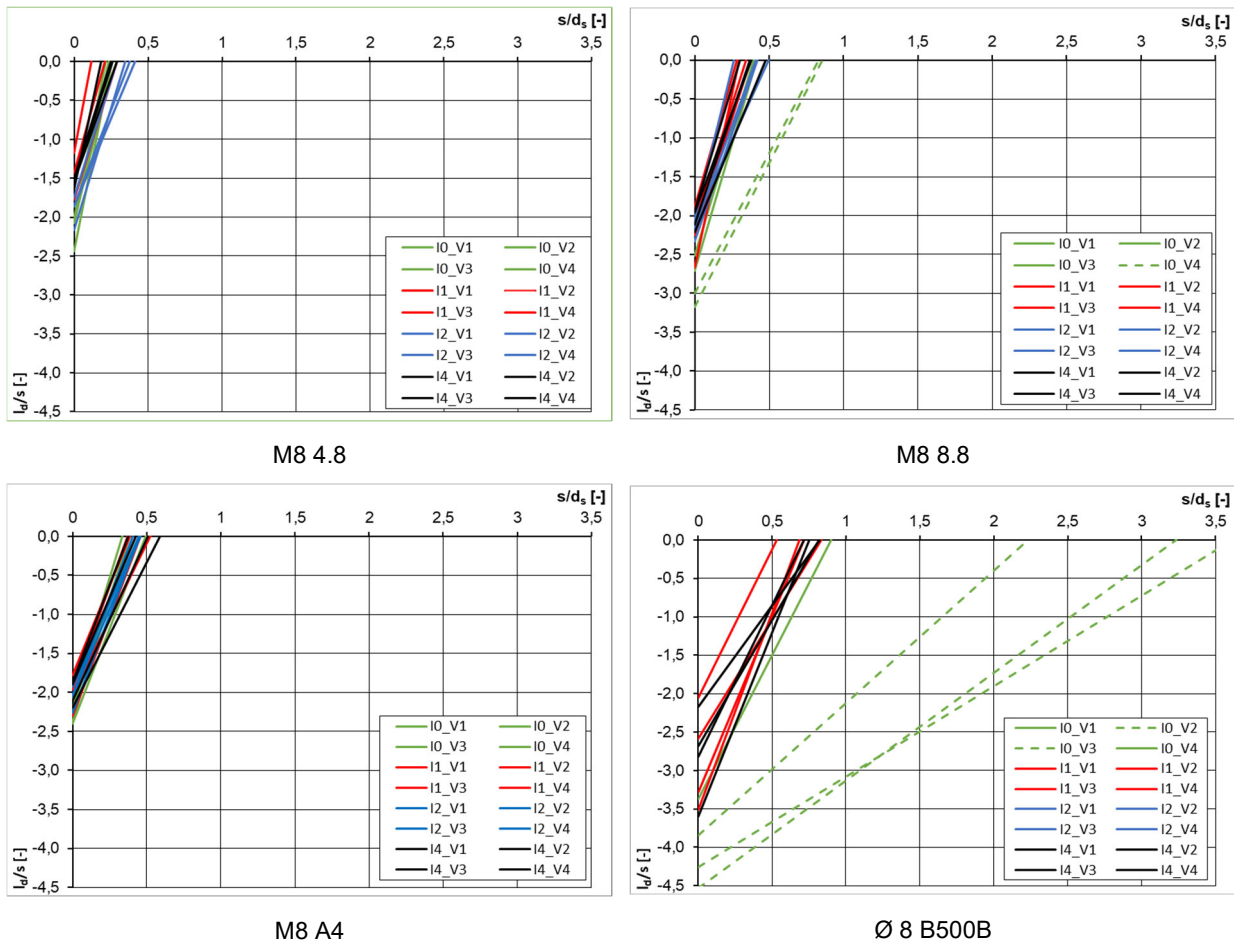 s/dₛ [-]
0 0,5 1 1,5 2 2,5 3 3,5
0,0
-0,5
-1,0
-1,5
-2,0
-2,5
-3,0
-3,5
-4,0
-4,5
l_d/s [-]
I0_V1 I0_V2
I0_V3 I0_V4
I1_V1 I1_V2
I1_V3 I1_V4
I2_V1 I2_V2
I2_V3 I2_V4
I4_V1 I4_V2
I4_V3 I4_V4
M8 4.8
s/dₛ [-]
0 0,5 1 1,5 2 2,5 3 3,5
0,0
-0,5
-1,0
-1,5
-2,0
-2,5
-3,0
-3,5
-4,0
-4,5
l_d/s [-]
I0_V1 I0_V2
I0_V3 I0_V4
I1_V1 I1_V2
I1_V3 I1_V4
I2_V1 I2_V2
I2_V3 I2_V4
I4_V1 I4_V2
I4_V3 I4_V4
M8 8.8
s/dₛ [-]
0 0,5 1 1,5 2 2,5 3 3,5
0,0
-0,5
-1,0
-1,5
-2,0
-2,5
-3,0
-3,5
-4,0
-4,5
l_d/s [-]
I0_V1 I0_V2
I0_V3 I0_V4
I1_V1 I1_V2
I1_V3 I1_V4
I2_V1 I2_V2
I2_V3 I2_V4
I4_V1 I4_V2
I4_V3 I4_V4
M8 A4
s/dₛ [-]
0 0,5 1 1,5 2 2,5 3 3,5
0,0
-0,5
-1,0
-1,5
-2,0
-2,5
-3,0
-3,5
-4,0
-4,5
l_d/s [-]
I0_V1 I0_V2
I0_V3 I0_V4
I1_V1 I1_V2
I1_V3 I1_V4
I2_V1 I2_V2
I2_V3 I2_V4
I4_V1 I4_V2
I4_V3 I4_V4
Ø 8 B500B